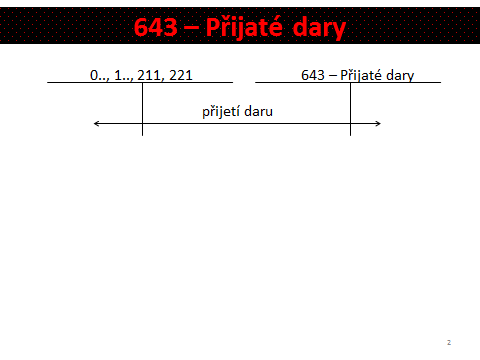 643 – Přijaté dary
0.., 1.., 211, 221
643 – Přijaté dary
přijetí daru
2